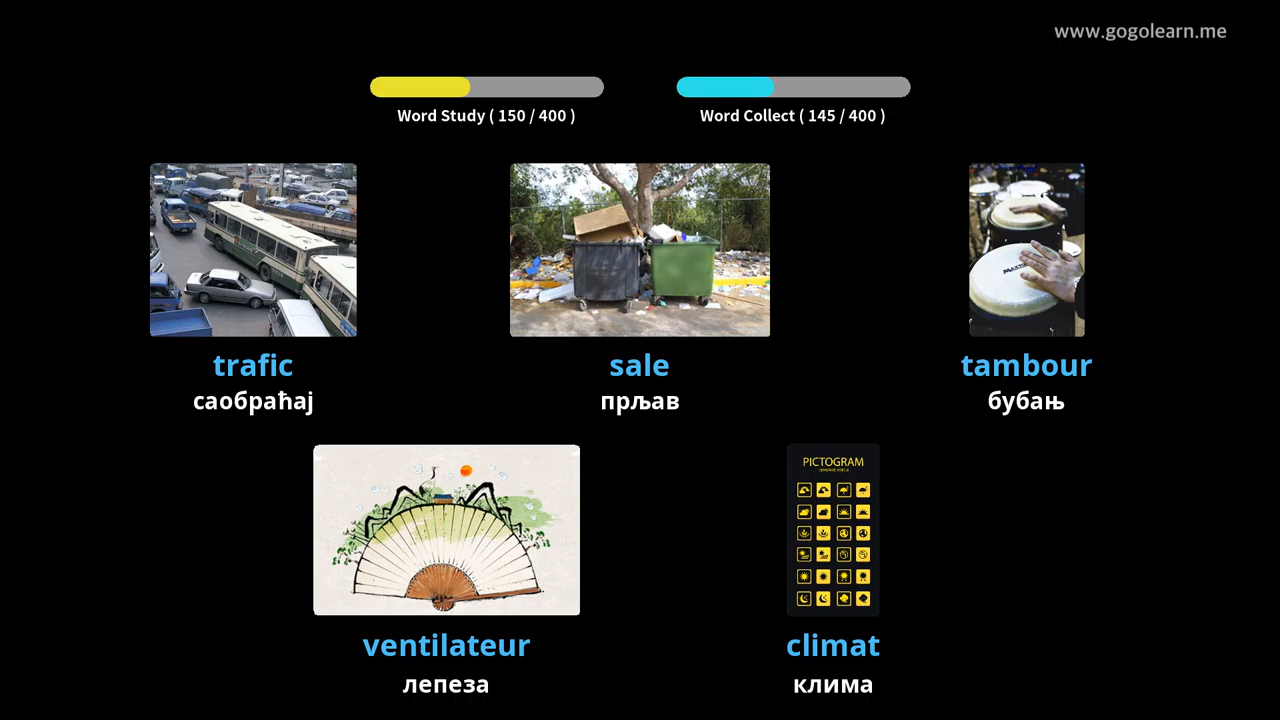 www.gogolearn.me
Word Study ( 150 / 400 )
Word Collect ( 145 / 400 )
trafic
саобраћај
sale
прљав
tambour
бубањ
PICTOGRAM
ventilateur
лепеза
climat
клима